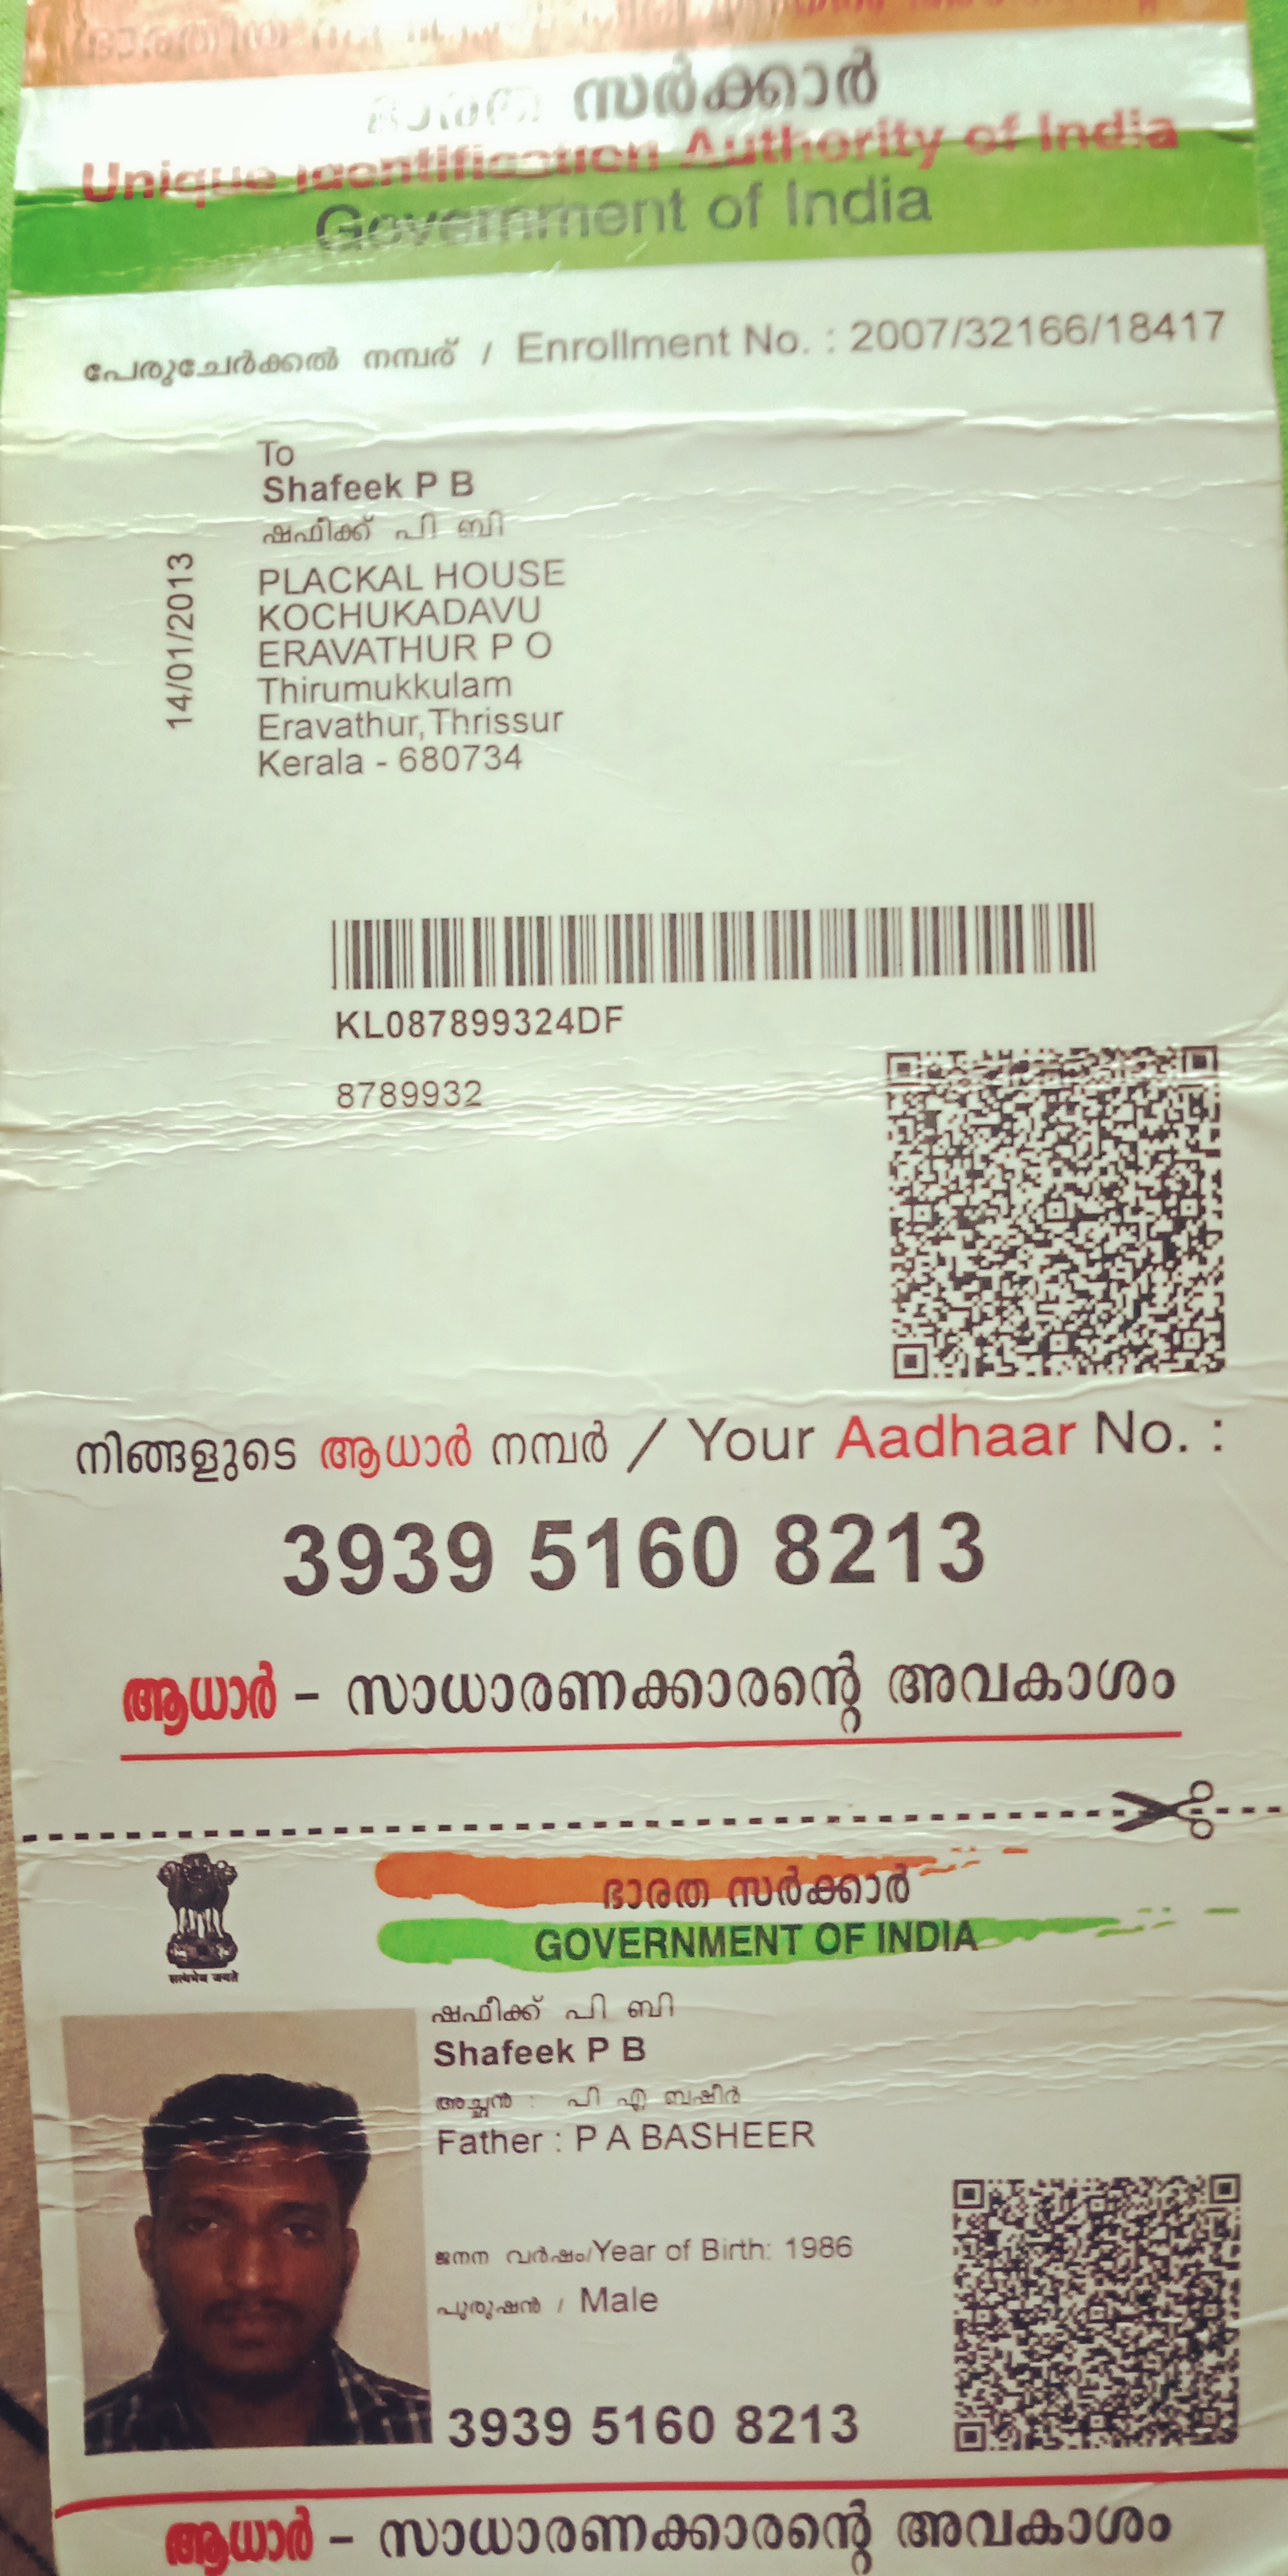 ഭാരത സർക്കാർ
Unique Identification Authority of India
Government of India
പേരുചേർക്കൽ നമ്പര് / Enrollment No. : 2007/32166/18417
To
Shafeek P B
ഷഫീക്ക് പി ബി
PLACKAL HOUSE
KOCHUKADAVU
ERAVATHUR P O
Thirumukkulam
Eravathur,Thrissur
Kerala - 680734
14/01/2013
KL087899324DF
8789932
നിങ്ങളുടെ ആധാർ നമ്പർ / Your Aadhaar No. :
3939 5160 8213
ആധാർ – സാധാരണക്കാരന്റെ അവകാശം
ഭാരത സർക്കാർ
GOVERNMENT OF INDIA
सत्यमेव जयते
ഷഫീക്ക് പി ബി
Shafeek P B
അച്ഛൻ : പി എ ബഷീർ
Father : P A BASHEER
ജനന വർഷം/Year of Birth: 1986
പുരുഷൻ / Male
3939 5160 8213
ആധാർ – സാധാരണക്കാരന്റെ അവകാശം